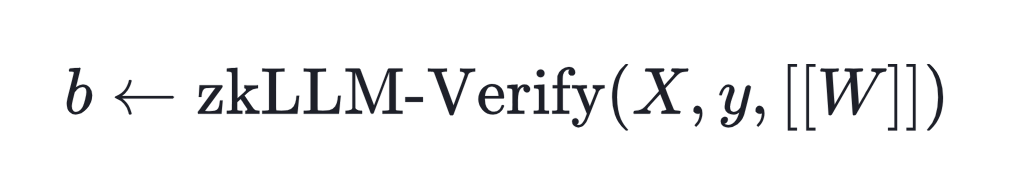 b ← zkLLM-Verify(X, y, [[W]])